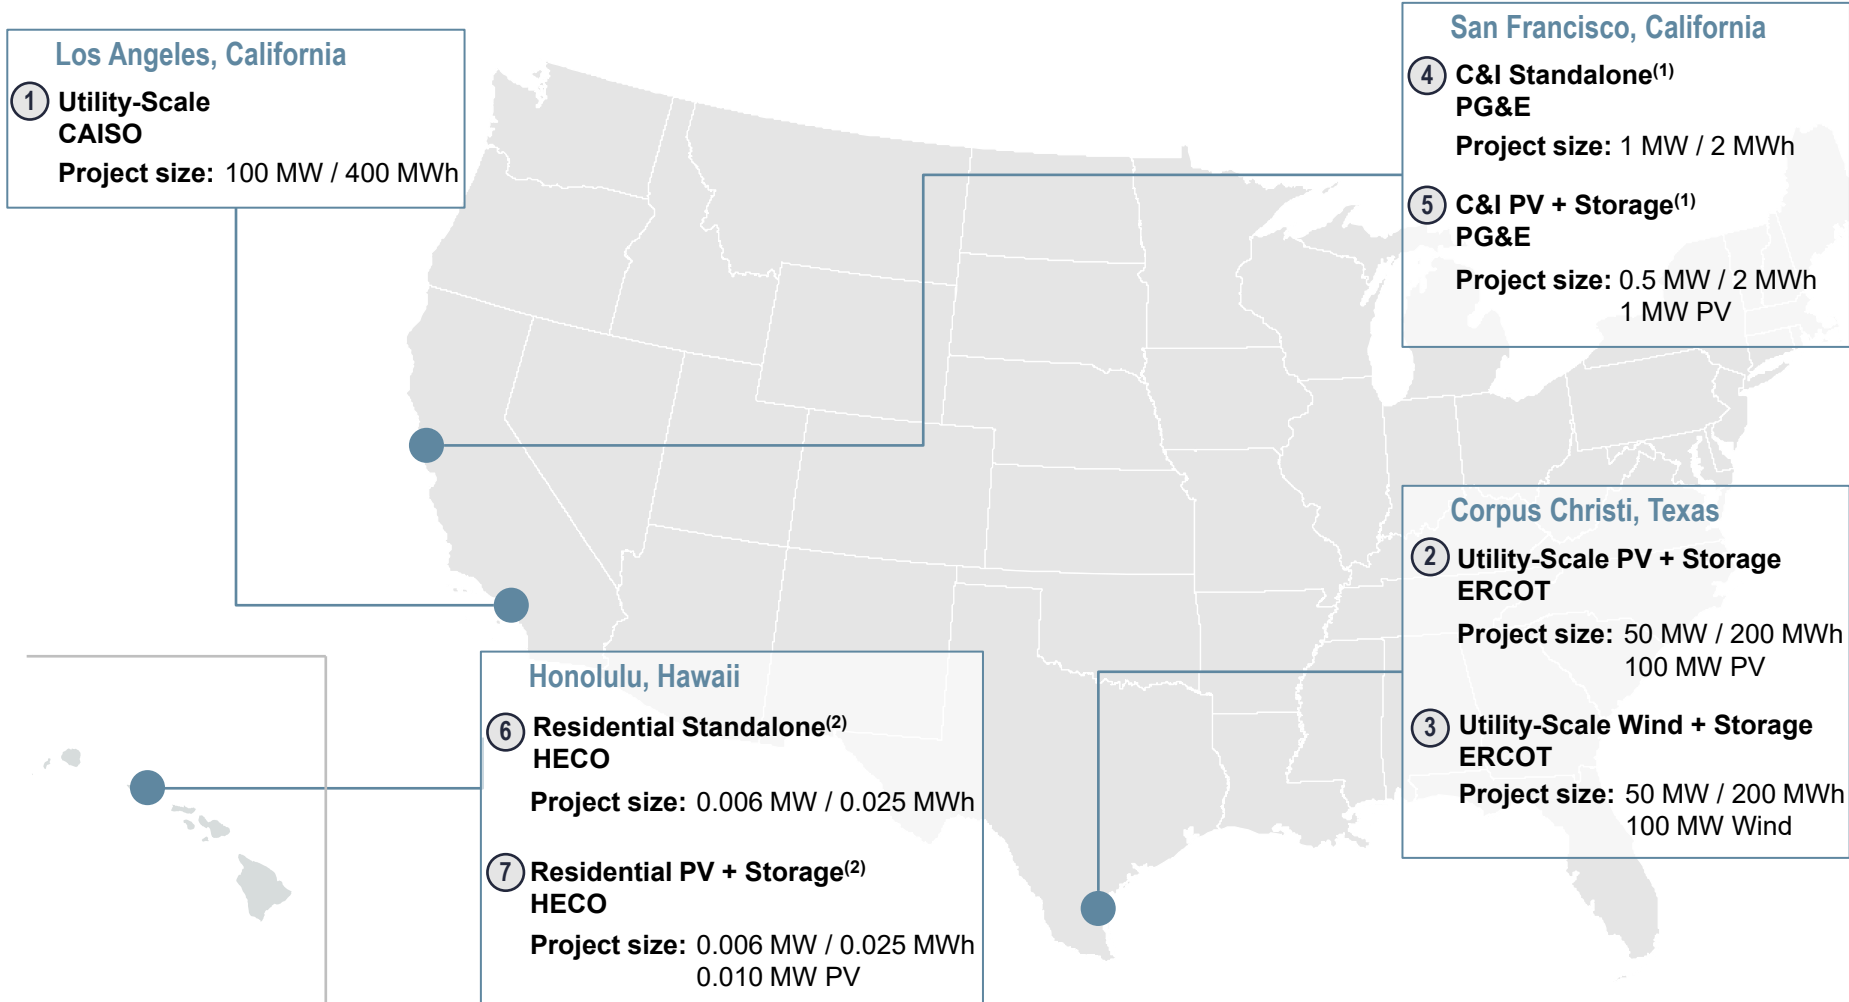 Los Angeles, California
1 Utility-Scale
CAISO
Project size: 100 MW / 400 MWh
San Francisco, California
4 C&I Standalone(1)
PG&E
Project size: 1 MW / 2 MWh
5 C&I PV + Storage(1)
PG&E
Project size: 0.5 MW / 2 MWh
1 MW PV
Corpus Christi, Texas
2 Utility-Scale PV + Storage
ERCOT
Project size: 50 MW / 200 MWh
100 MW PV
3 Utility-Scale Wind + Storage
ERCOT
Project size: 50 MW / 200 MWh
100 MW Wind
Honolulu, Hawaii
6 Residential Standalone(2)
HECO
Project size: 0.006 MW / 0.025 MWh
7 Residential PV + Storage(2)
HECO
Project size: 0.006 MW / 0.025 MWh
0.010 MW PV